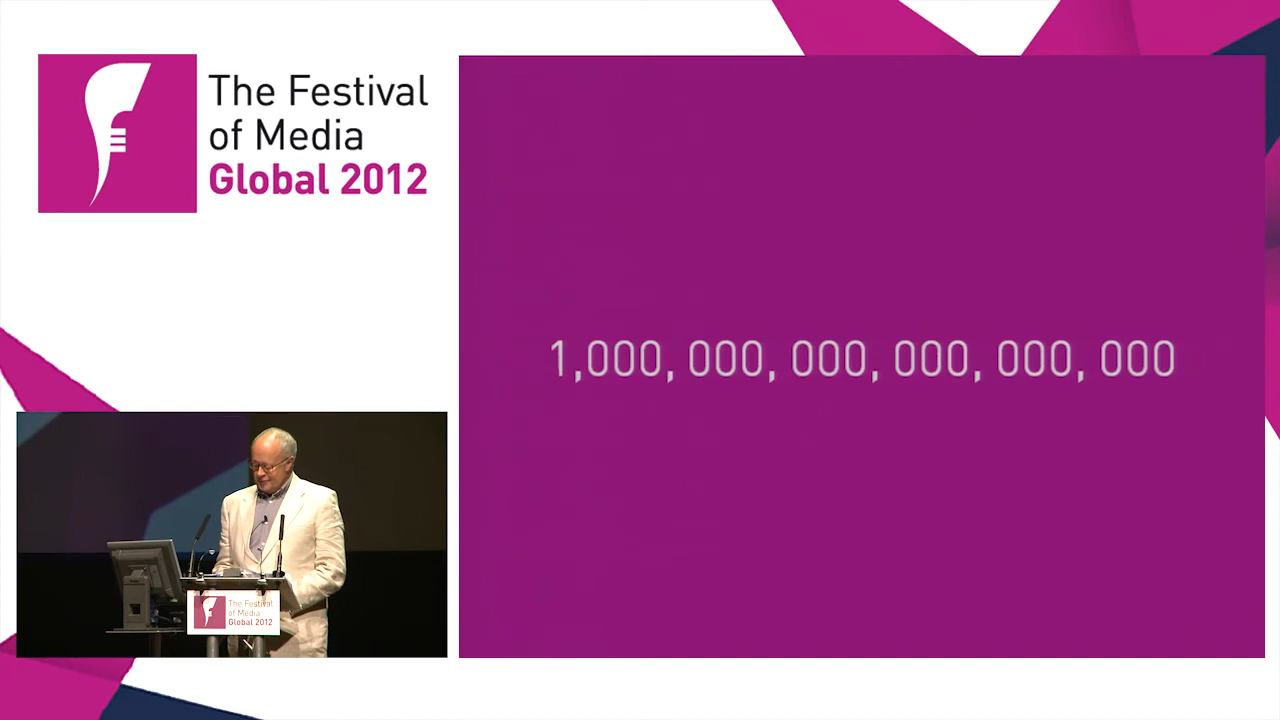 The Festival
of Media
Global 2012
1,000, 000, 000, 000, 000, 000
The Festival
of Media
Global 2012